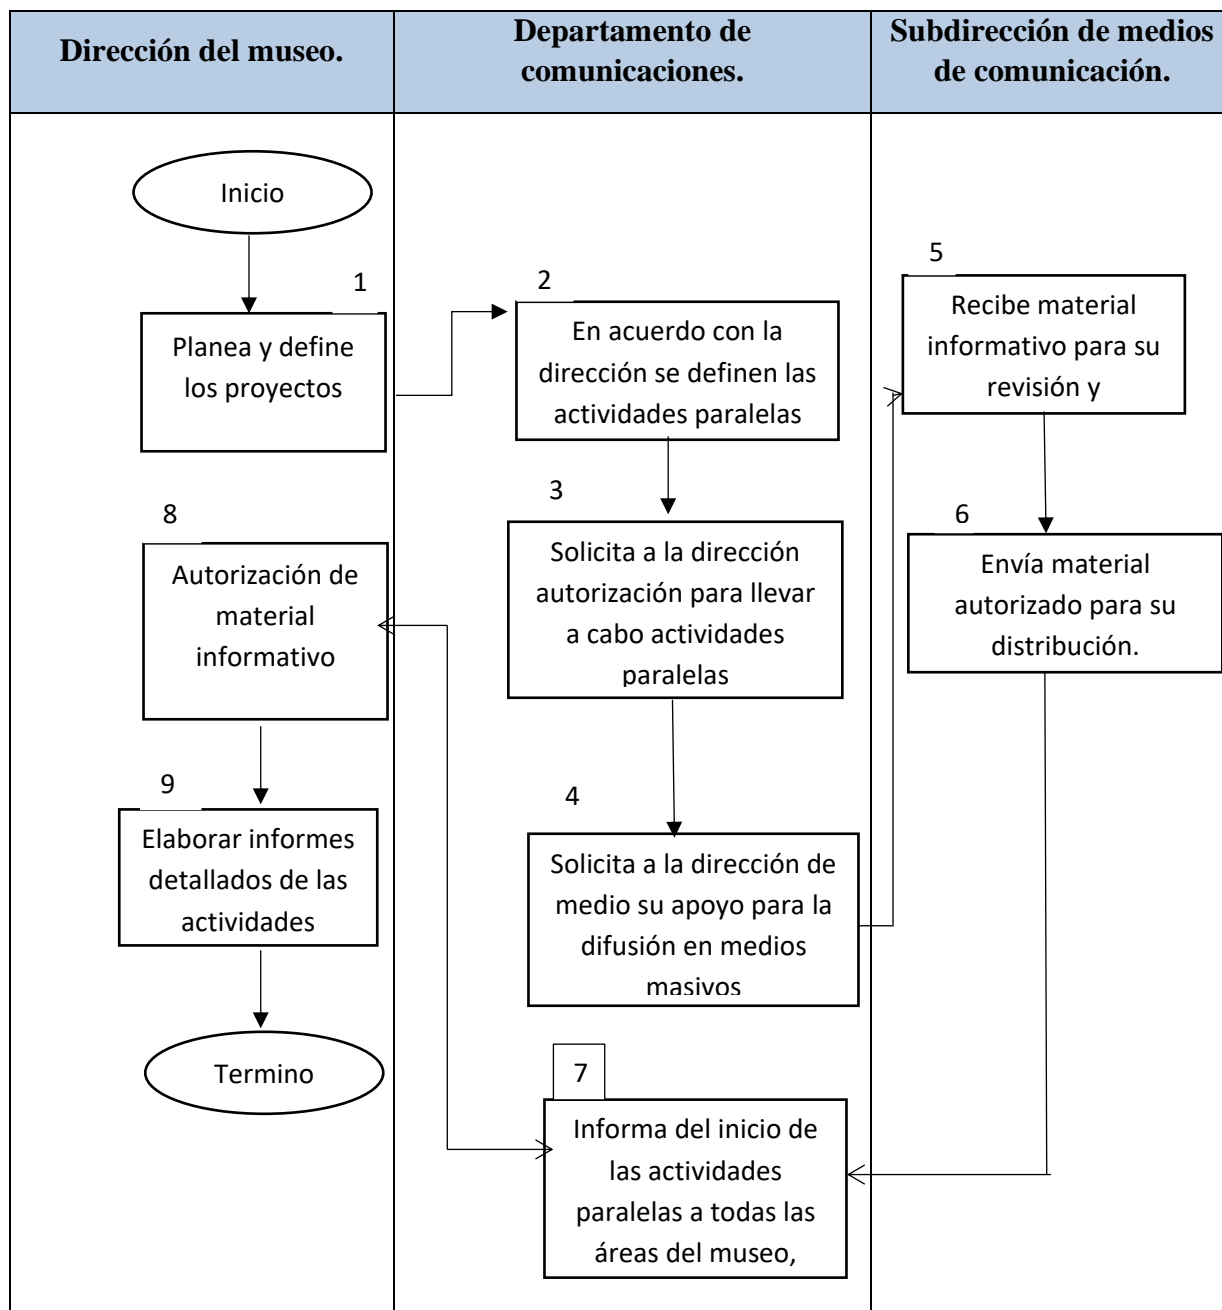 Dirección del museo.
Departamento de
comunicaciones.
Subdirección de medios
de comunicación.
Inicio
1
Planea y define
los proyectos
2
En acuerdo con la
dirección se definen las
actividades paralelas
3
Solicita a la dirección
autorización para llevar
a cabo actividades
paralelas
4
Solicita a la dirección de
medio su apoyo para la
difusión en medios
masivos
5
Recibe material
informativo para su
revisión y
6
Envía material
autorizado para su
distribución.
7
Informa del inicio de
las actividades
paralelas a todas las
áreas del museo,
8
Autorización de
material
informativo
9
Elaborar informes
detallados de las
actividades
Termino